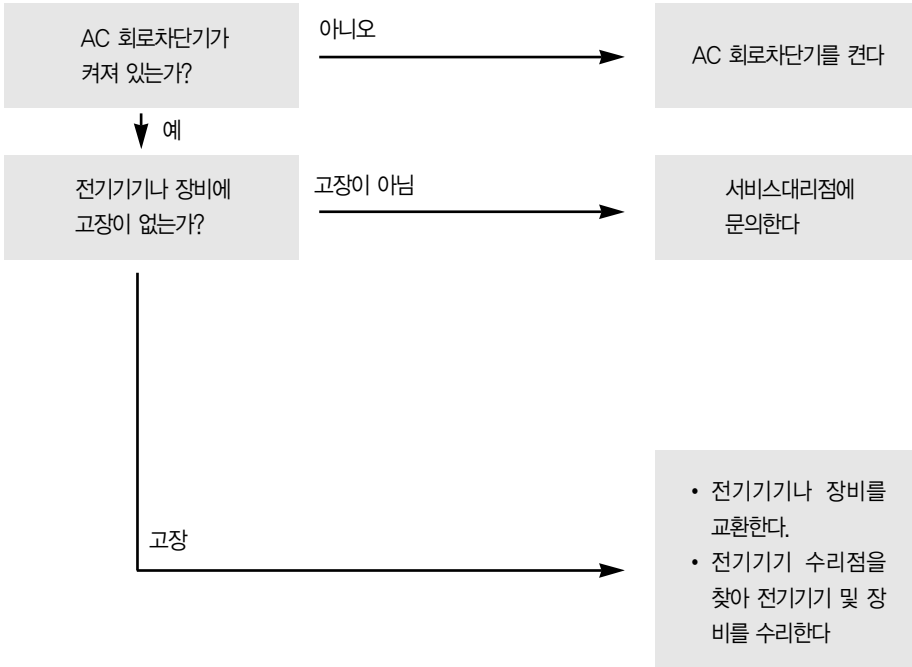 AC 회로차단기가
켜져 있는가?
아니오
AC 회로차단기를 켠다
예
전기기기나 장비에
고장이 없는가?
고장이 아님
서비스대리점에
문의한다
고장
• 전기기기나 장비를
교환한다.
• 전기기기 수리점을
찾아 전기기기 및 장
비를 수리한다